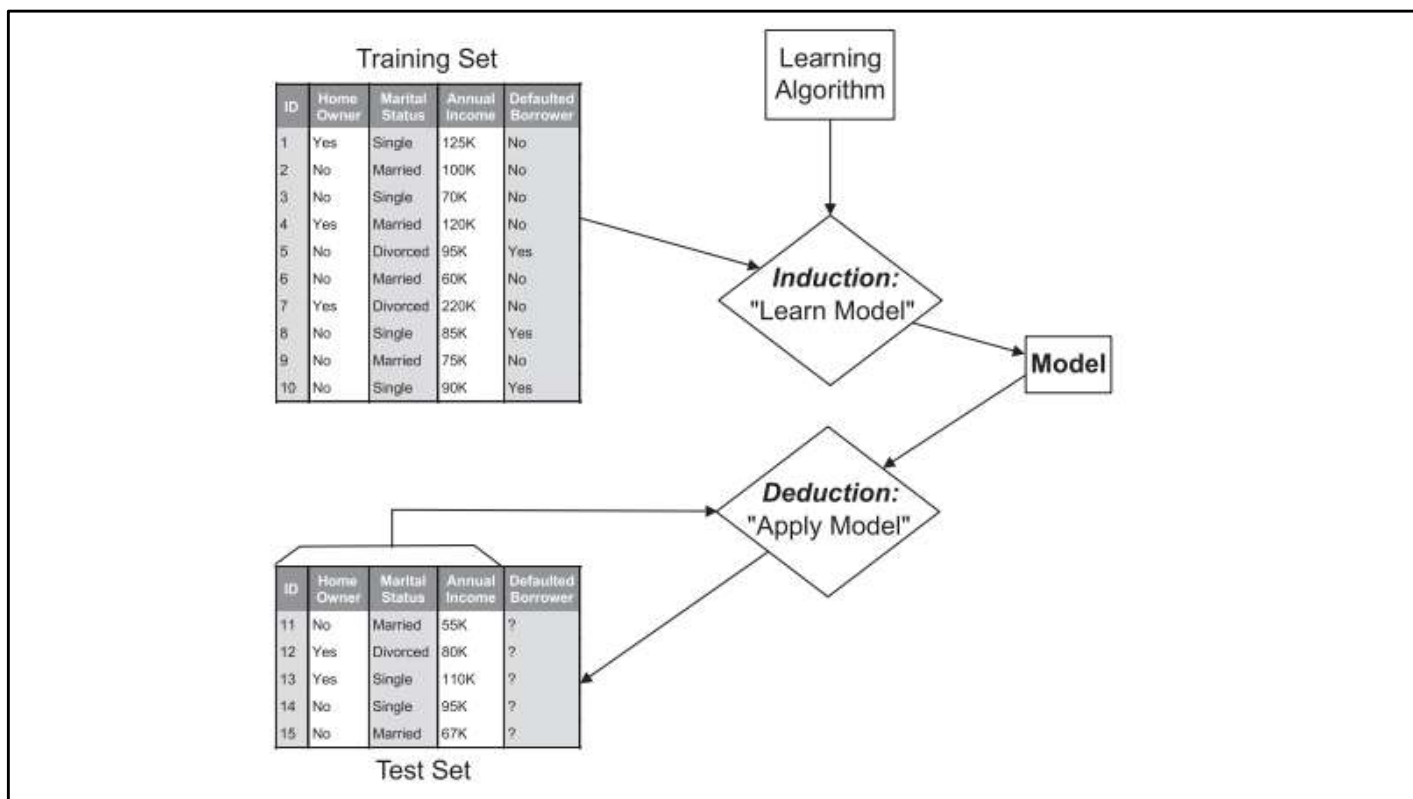 Training Set
ID Home Owner Marital Status Annual Income Defaulted Borrower
1 Yes Single 125K No
2 No Married 100K No
3 No Single 70K No
4 Yes Married 120K No
5 No Divorced 95K Yes
6 No Married 60K No
7 Yes Divorced 220K No
8 No Single 85K Yes
9 No Married 75K No
10 No Single 90K Yes
Learning
Algorithm
Induction:
"Learn Model"
Model
Deduction:
"Apply Model"
ID Home Owner Marital Status Annual Income Defaulted Borrower
11 No Married 55K ?
12 Yes Divorced 80K ?
13 Yes Single 110K ?
14 No Single 95K ?
15 No Married 67K ?
Test Set